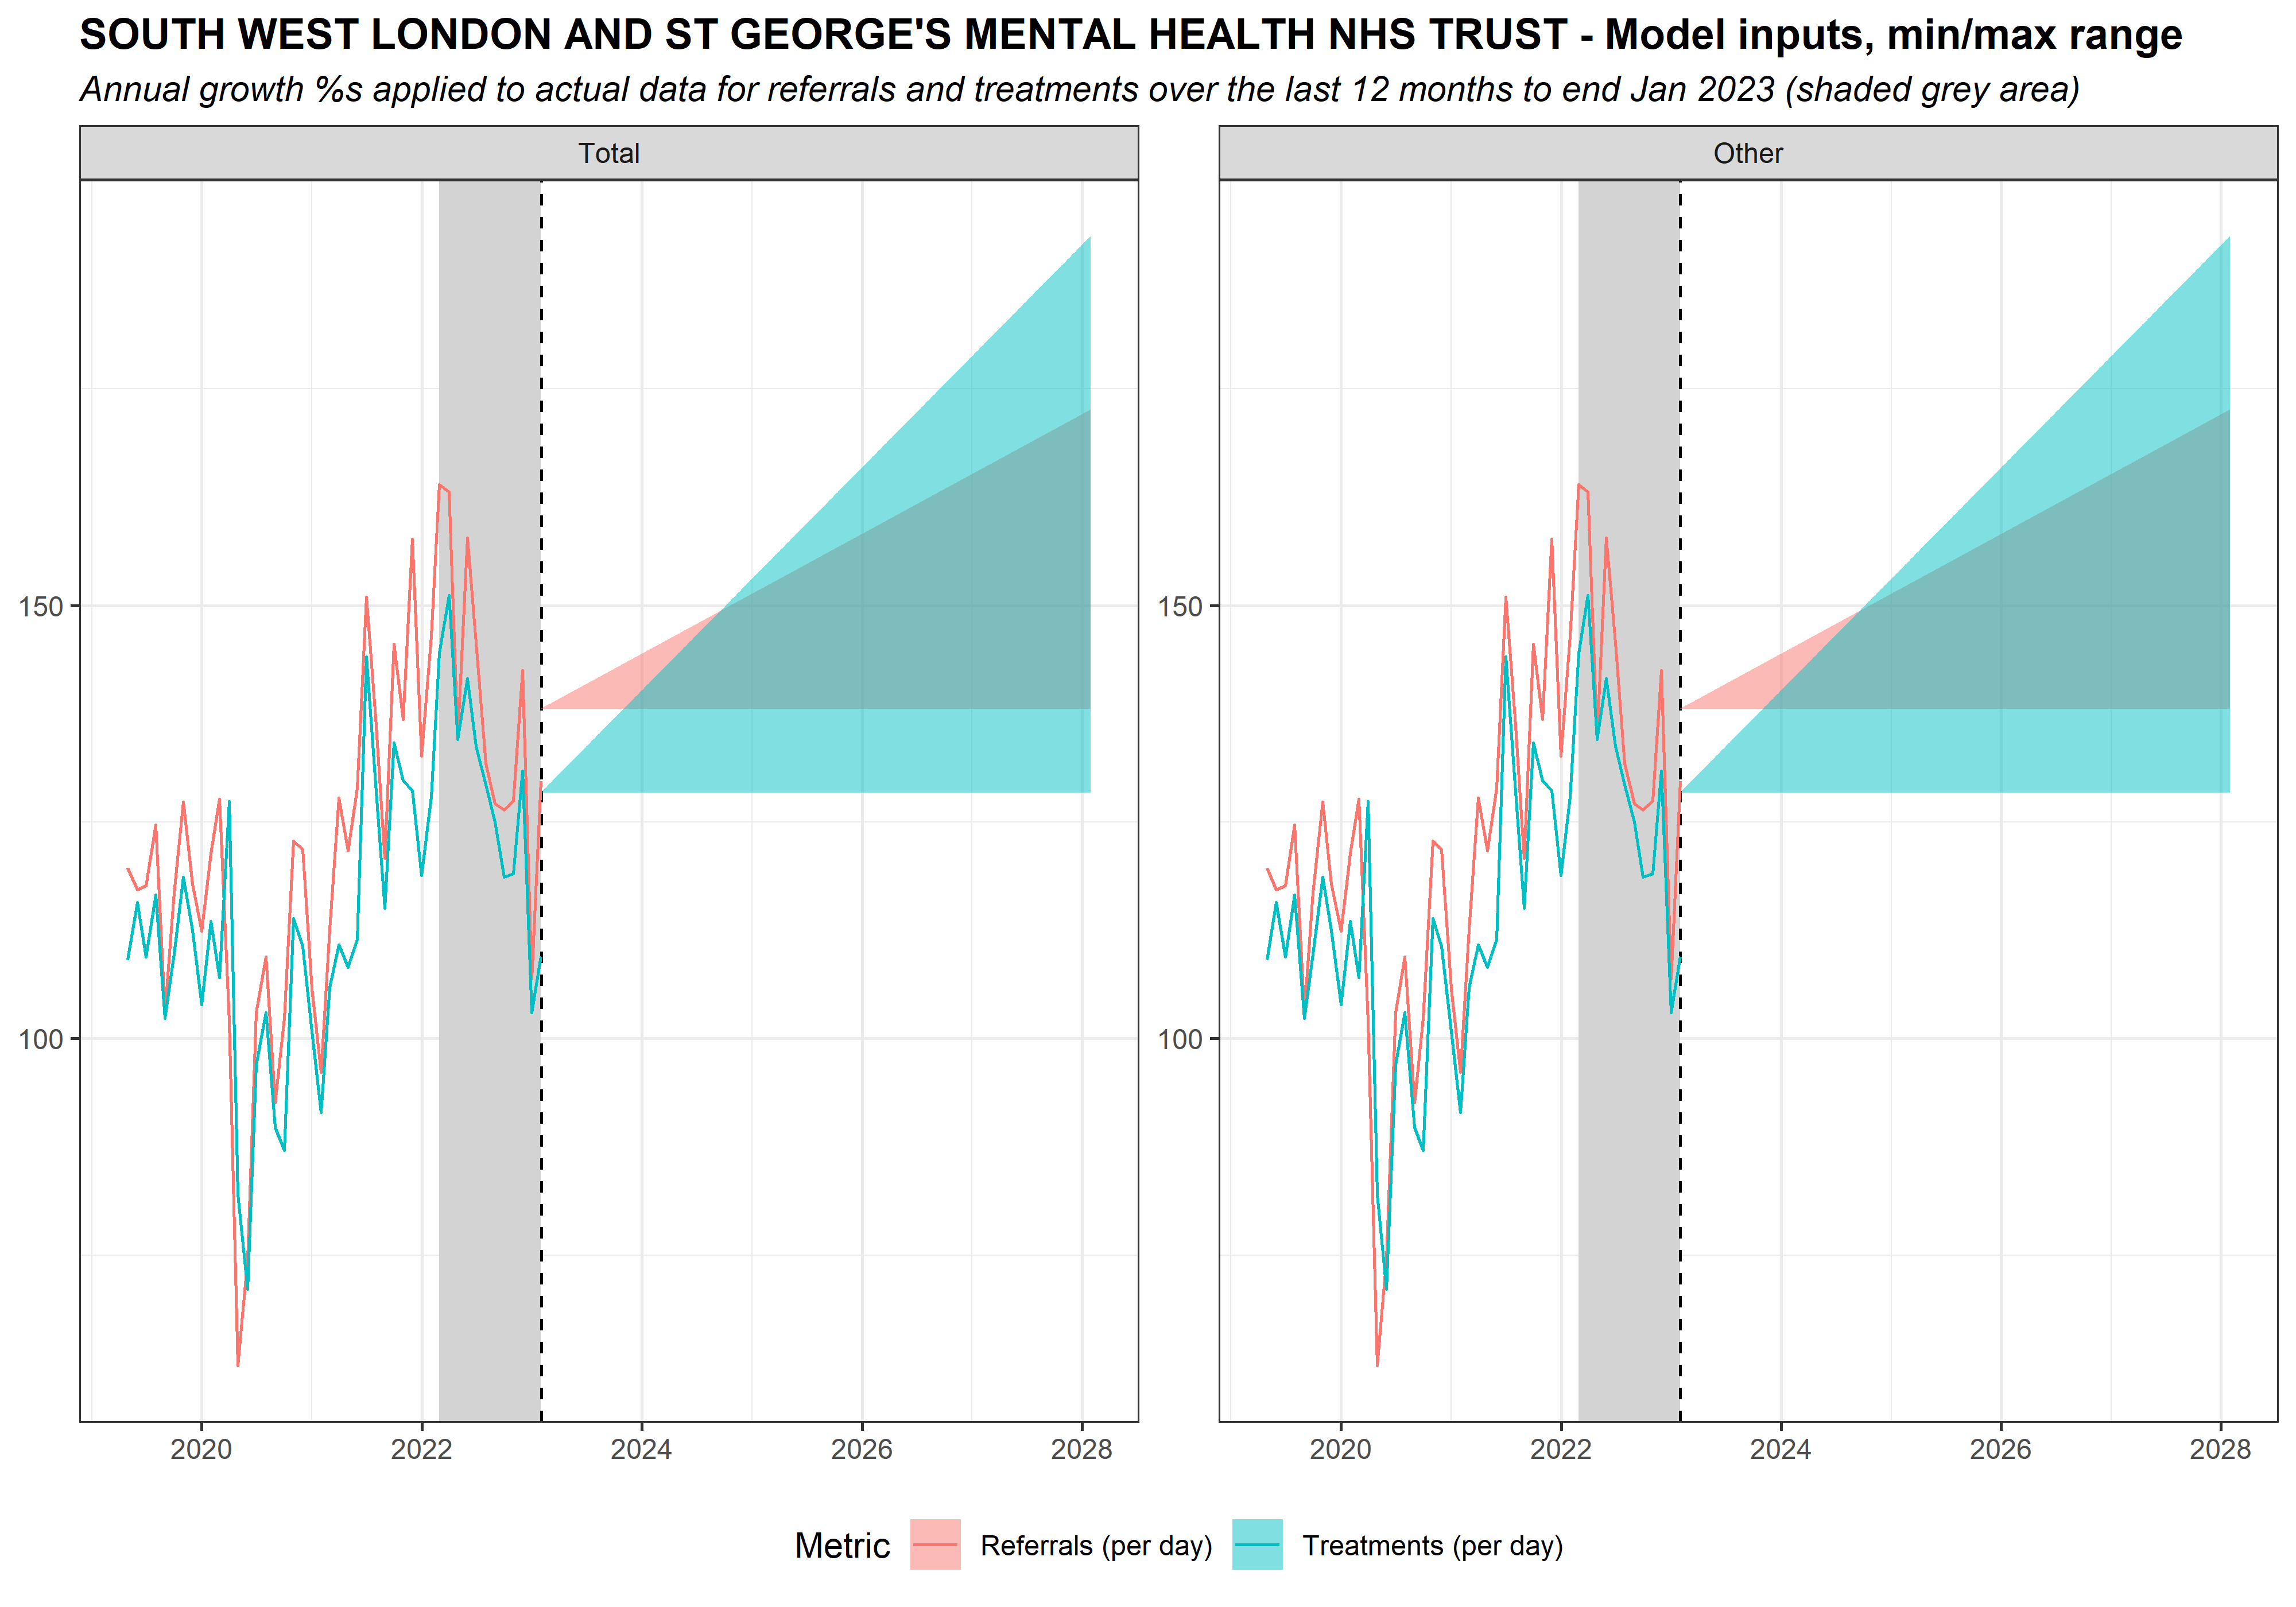 SOUTH WEST LONDON AND ST GEORGE'S MENTAL HEALTH NHS TRUST - Model inputs, min/max range
Annual growth %s applied to actual data for referrals and treatments over the last 12 months to end Jan 2023 (shaded grey area)
Total
Other
150
100
150
100
2020 2022 2024 2026 2028
2020 2022 2024 2026 2028
Metric Referrals (per day) Treatments (per day)